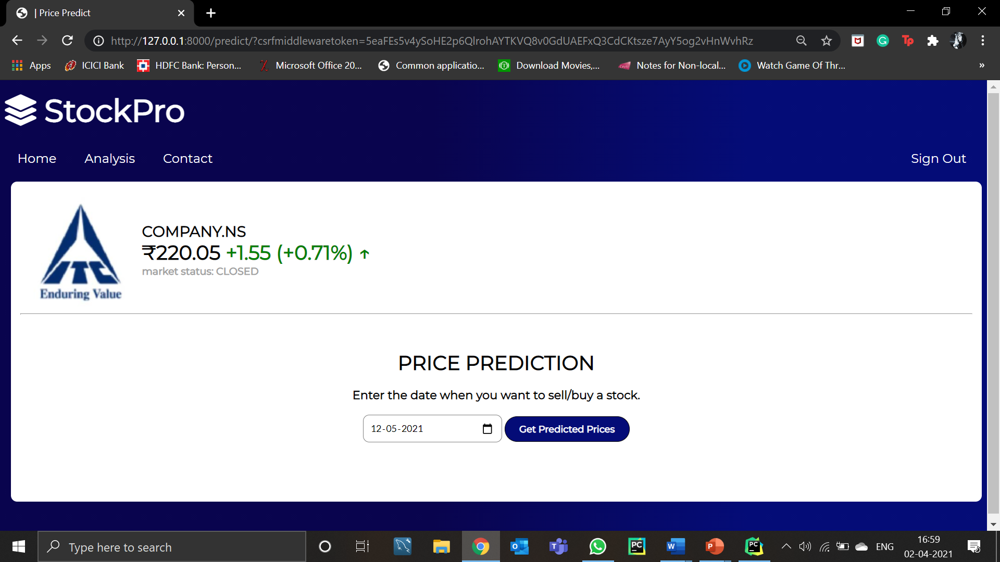 | Price Predict
http://127.0.0.1:8000/predict/?csrfmiddlewaretoken=5eaFEs5v4ySoHE2p6QlrohAYTKVQ8v0GdUAEFxQ3CdCKtsze7AyY5og2vHnWvhRz
Apps ICICI Bank HDFC Bank: Person... Microsoft Office 20... Common applicatio... Download Movies,... Notes for Non-local... Watch Game Of Thr... »
StockPro
Home Analysis Contact Sign Out
ITC
Enduring Value
COMPANY.NS
₹220.05 +1.55 (+0.71%) ↑
market status: CLOSED
PRICE PREDICTION
Enter the date when you want to sell/buy a stock.
12-05-2021 Get Predicted Prices
Type here to search
ENG
16:59
02-04-2021